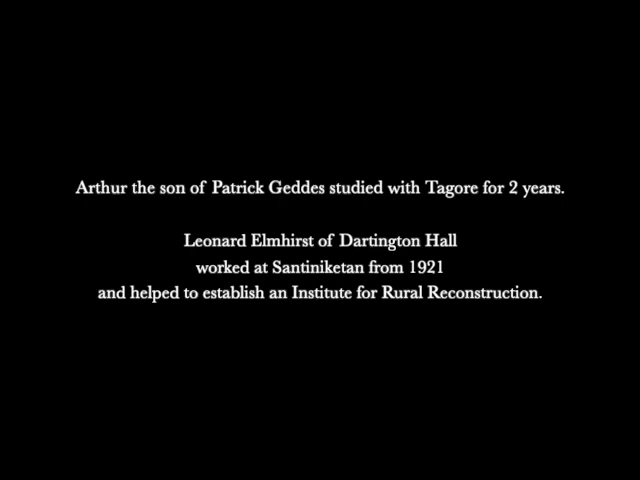 Arthur the son of Patrick Geddes studied with Tagore for 2 years.
Leonard Elmhirst of Dartington Hall
worked at Santiniketan from 1921
and helped to establish an Institute for Rural Reconstruction.